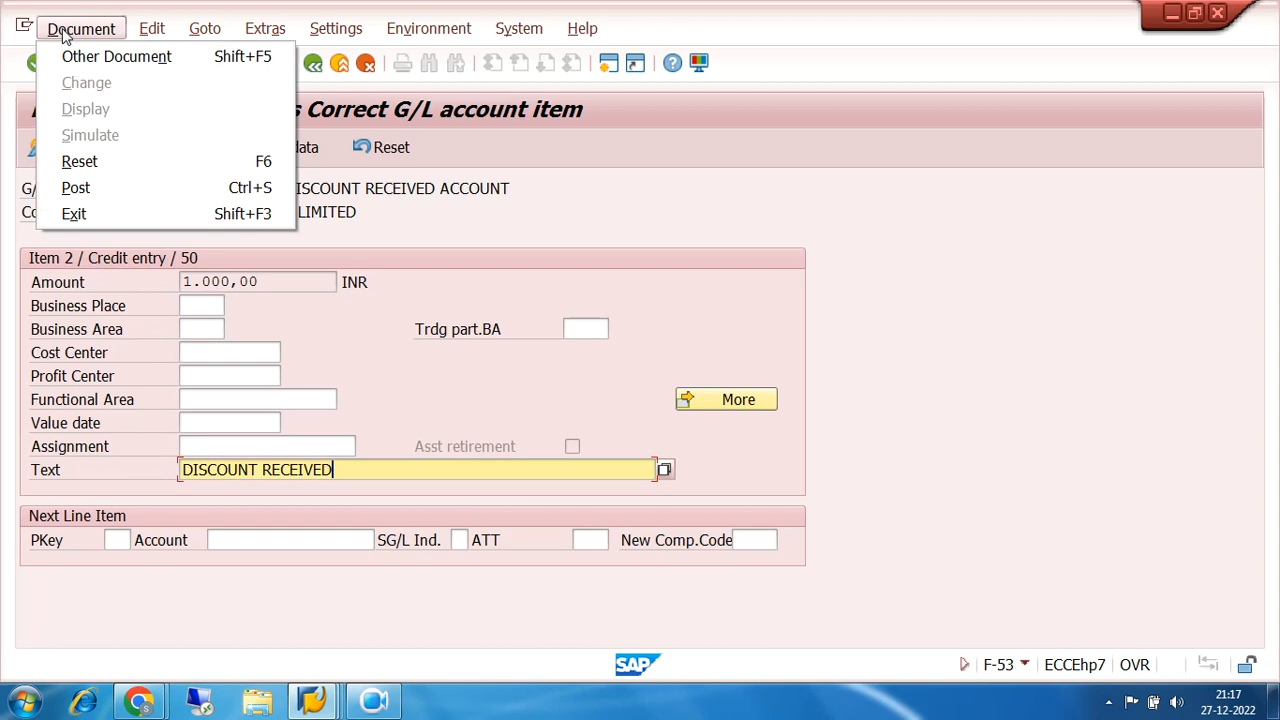 Document Edit Goto Extras Settings Environment System Help
Other Document Shift+F5
Change
Display
Simulate
Reset F6
Post Ctrl+S
Exit Shift+F3
s Correct G/L account item
data Reset
G/ ISCOUNT RECEIVED ACCOUNT
Co LIMITED
Item 2 / Credit entry / 50
Amount 1.000,00 INR
Business Place
Business Area Trdg part.BA
Cost Center
Profit Center
Functional Area More
Value date
Assignment Asst retirement
Text DISCOUNT RECEIVED
Next Line Item
PKey Account SG/L Ind. ATT New Comp.Code
SAP F-53 ECCEhp7 OVR
21:17
27-12-2022